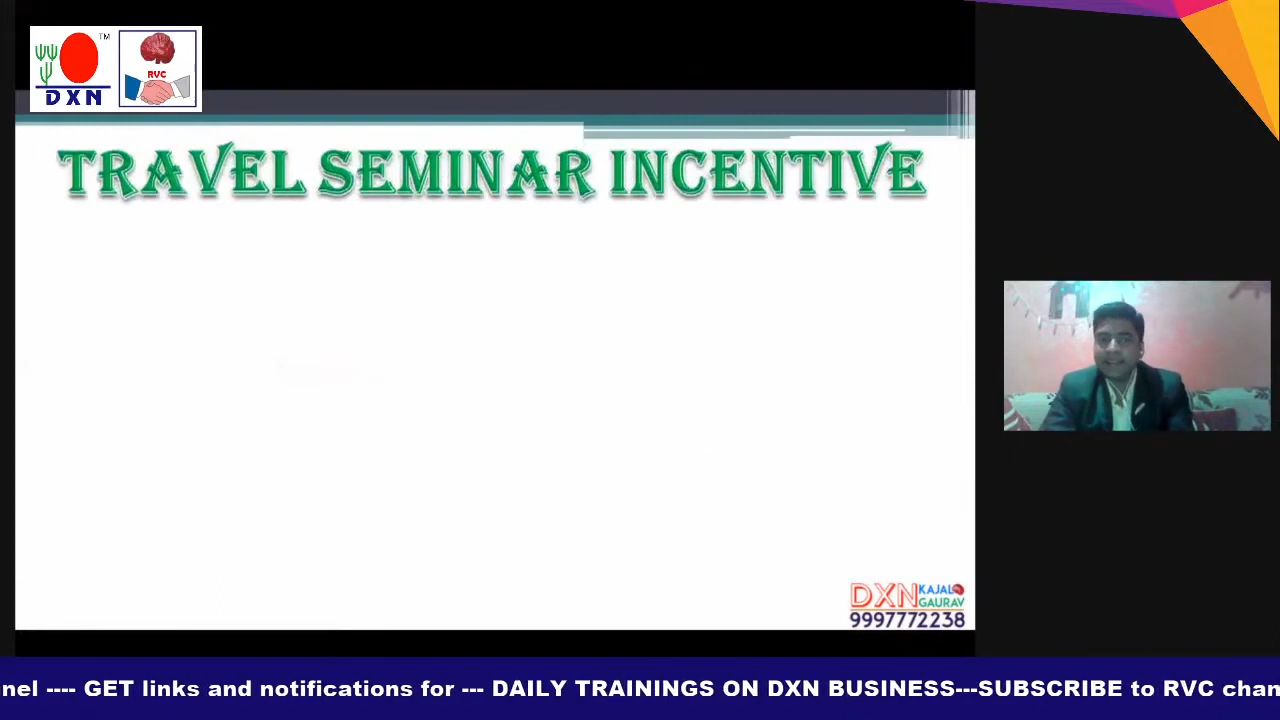 TM
DXN
RVC
TRAVEL SEMINAR INCENTIVE
DXN KAJAL
GAURAV
9997772238
nel ---- GET links and notifications for --- DAILY TRAININGS ON DXN BUSINESS---SUBSCRIBE to RVC chan